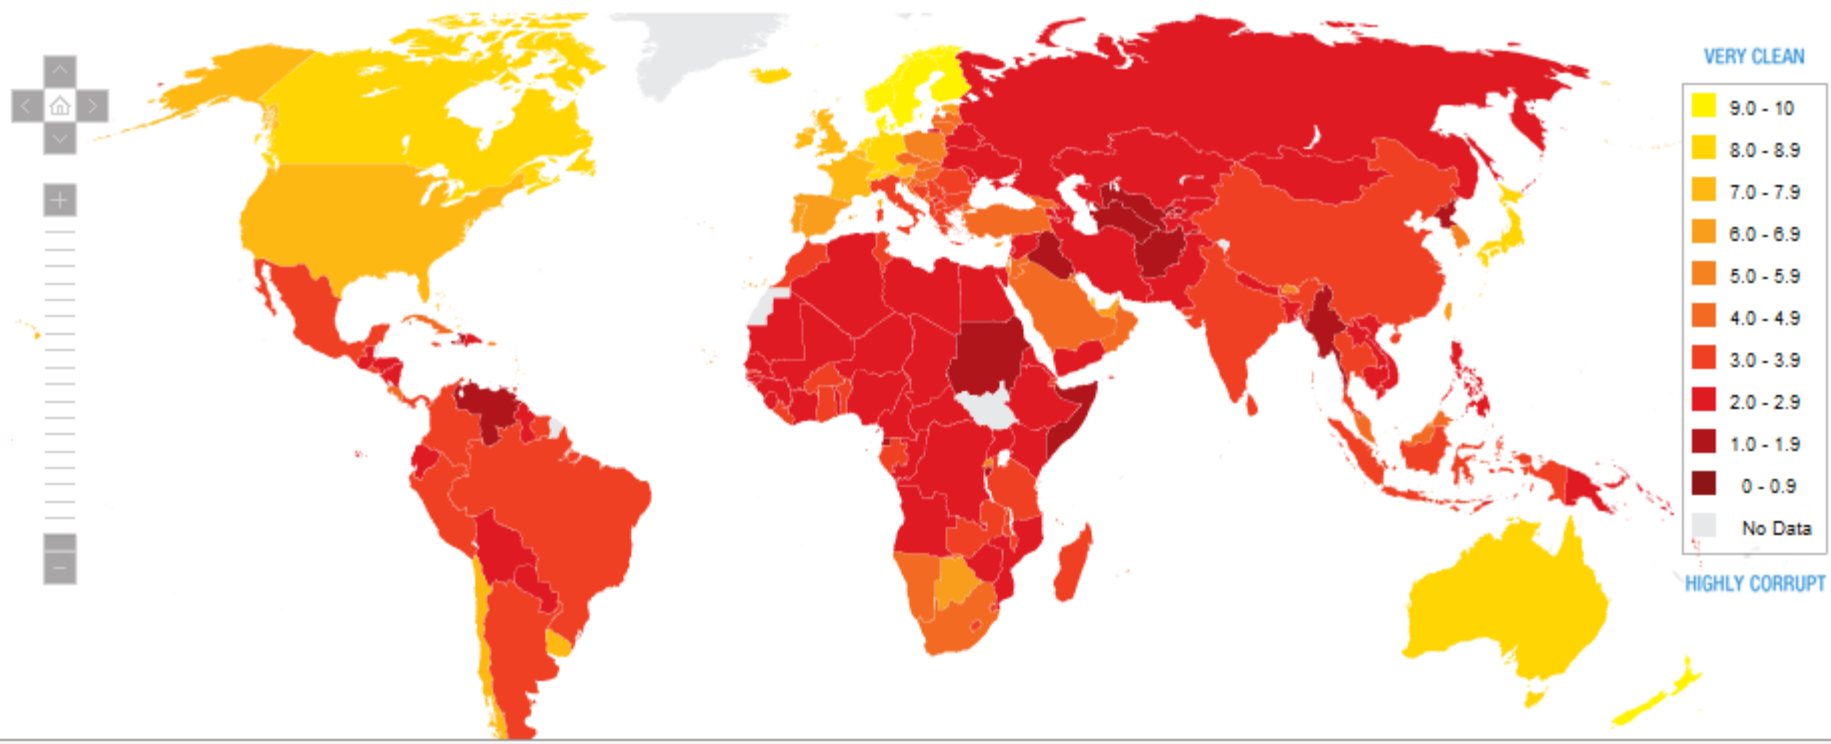 VERY CLEAN
9.0 - 10
8.0 - 8.9
7.0 - 7.9
6.0 - 6.9
5.0 - 5.9
4.0 - 4.9
3.0 - 3.9
2.0 - 2.9
1.0 - 1.9
0 - 0.9
No Data
HIGHLY CORRUPT